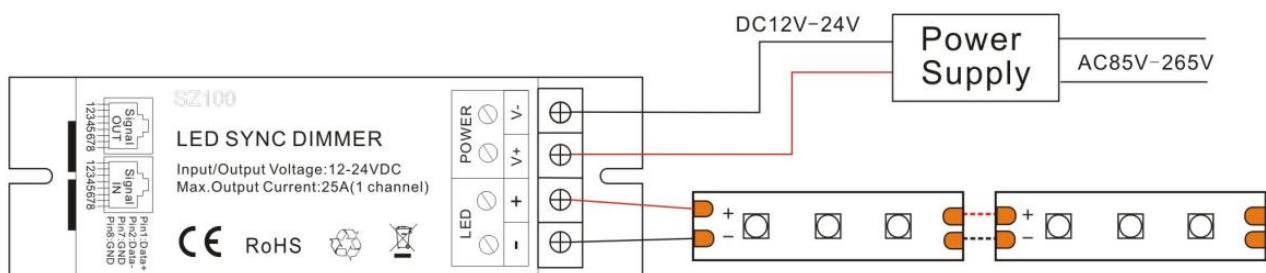 DC12V-24V
Power
Supply
AC85V-265V
SZ100
LED SYNC DIMMER
Input/Output Voltage:12-24VDC
Max.Output Current:25A(1 channel)
CE RoHS
12345678
Signal
OUT
12345678
Signal
IN
Pin1:Data+
Pin2:Data-
Pin7:GND
Pin8:GND
POWER
V-
V+
LED
+
-
+
-
+
-